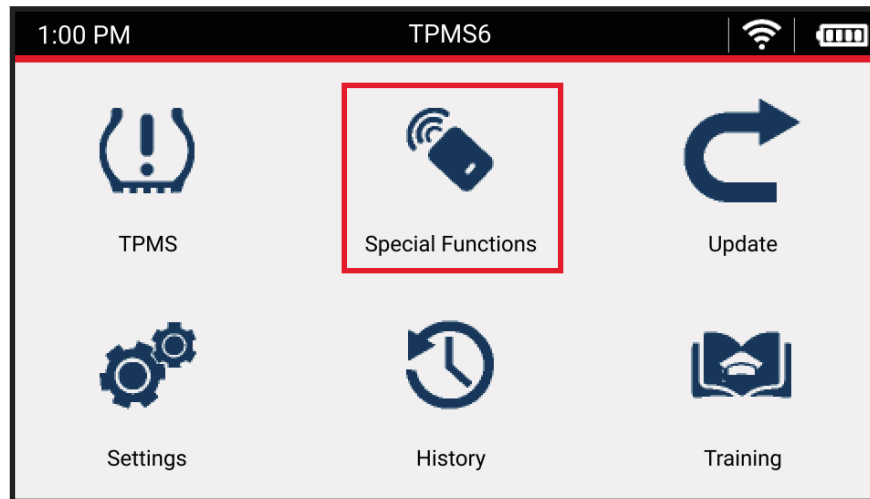 1:00 PM TPMS6
TPMS Special Functions Update
Settings History Training